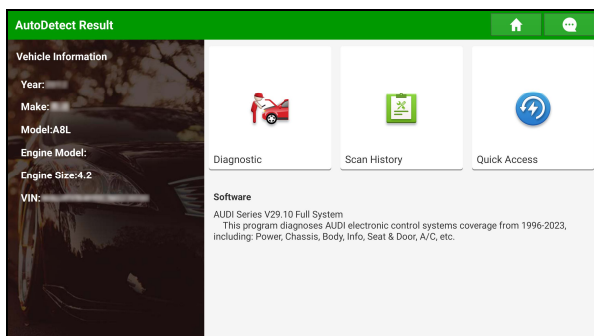 AutoDetect Result
Vehicle Information
Year:
Make:
Model:A8L
Engine Model:
Engine Size:4.2
VIN:
Diagnostic
Scan History
Quick Access
Software
AUDI Series V29.10 Full System
This program diagnoses AUDI electronic control systems coverage from 1996-2023,
including: Power, Chassis, Body, Info, Seat & Door, A/C, etc.